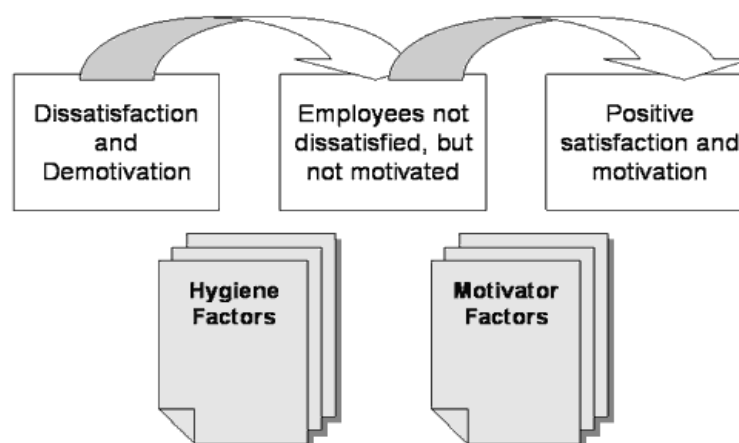 Dissatisfaction
and
Demotivation
Employees not
dissatisfied, but
not motivated
Positive
satisfaction and
motivation
Hygiene
Factors
Motivator
Factors